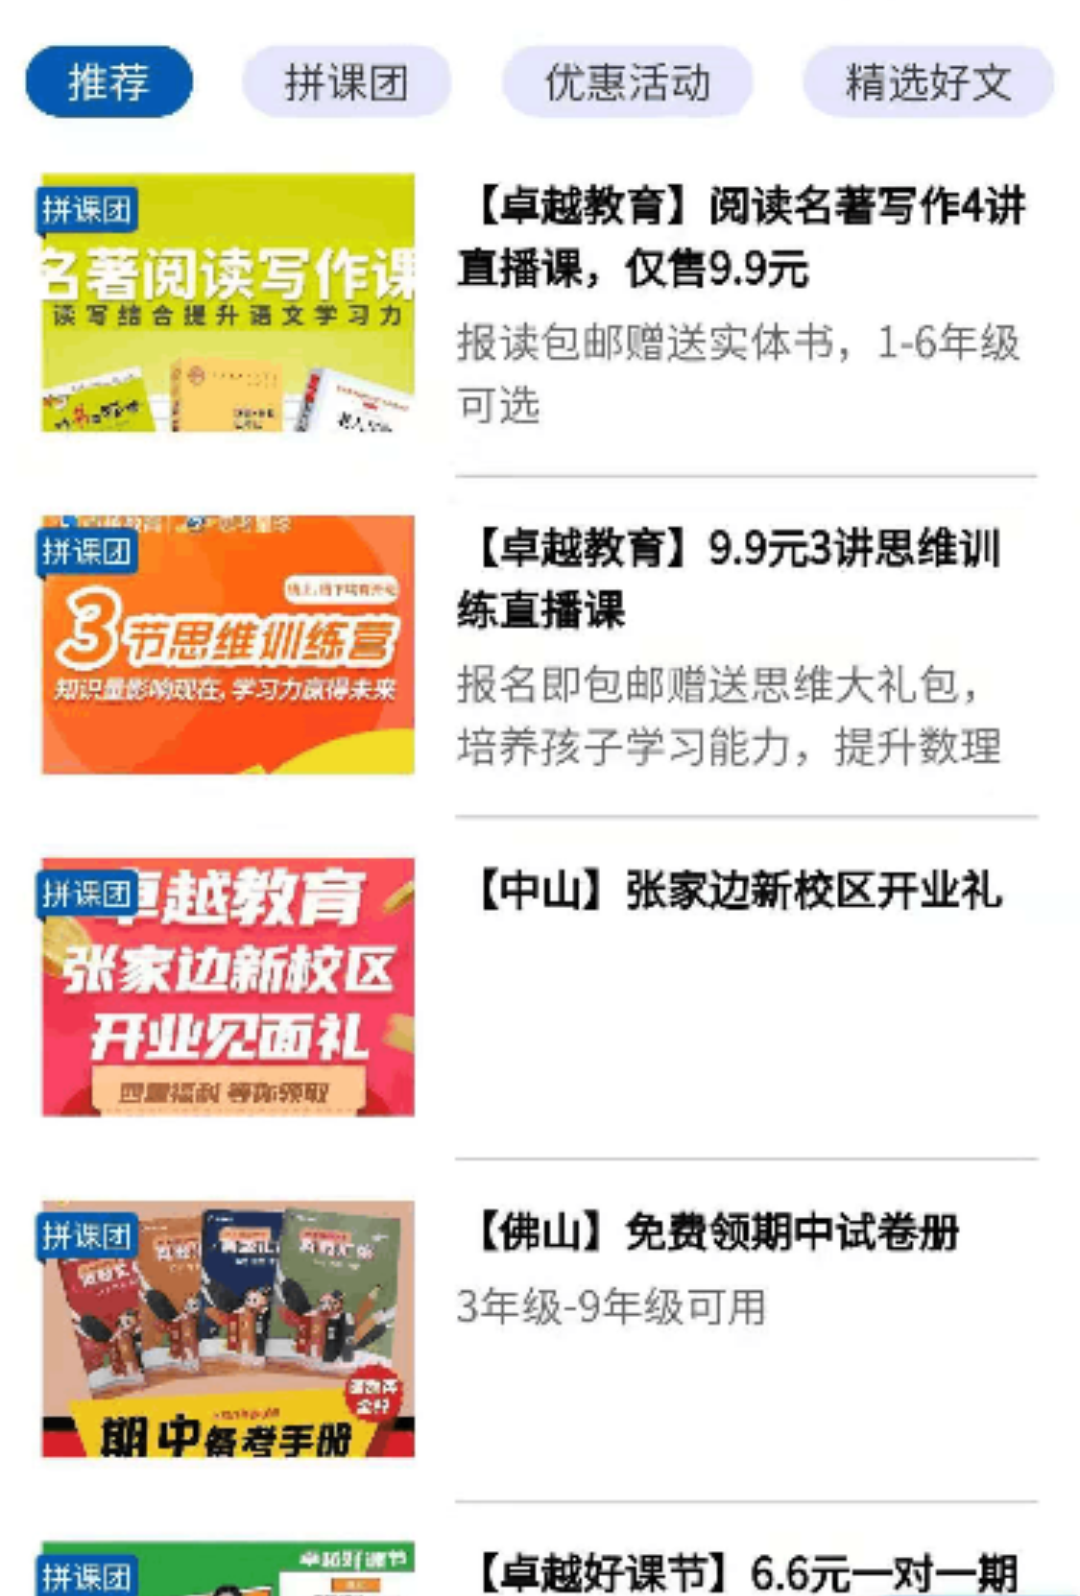 推荐
拼课团
优惠活动
精选好文
拼课团
名著阅读写作课
读写结合提升语文学习力
【卓越教育】阅读名著写作4讲
直播课，仅售9.9元
报读包邮赠送实体书，1-6年级
可选
拼课团
3节思维训练营
知识量影响现在，学习力赢得未来
【卓越教育】9.9元3讲思维训
练直播课
报名即包邮赠送思维大礼包，
培养孩子学习能力，提升数理
拼课团
卓越教育
张家边新校区
开业见面礼
四重福利 等你领取
【中山】张家边新校区开业礼
拼课团
期中备考手册
【佛山】免费领期中试卷册
3年级-9年级可用
拼课团
卓越好课节
【卓越好课节】6.6元一对一期